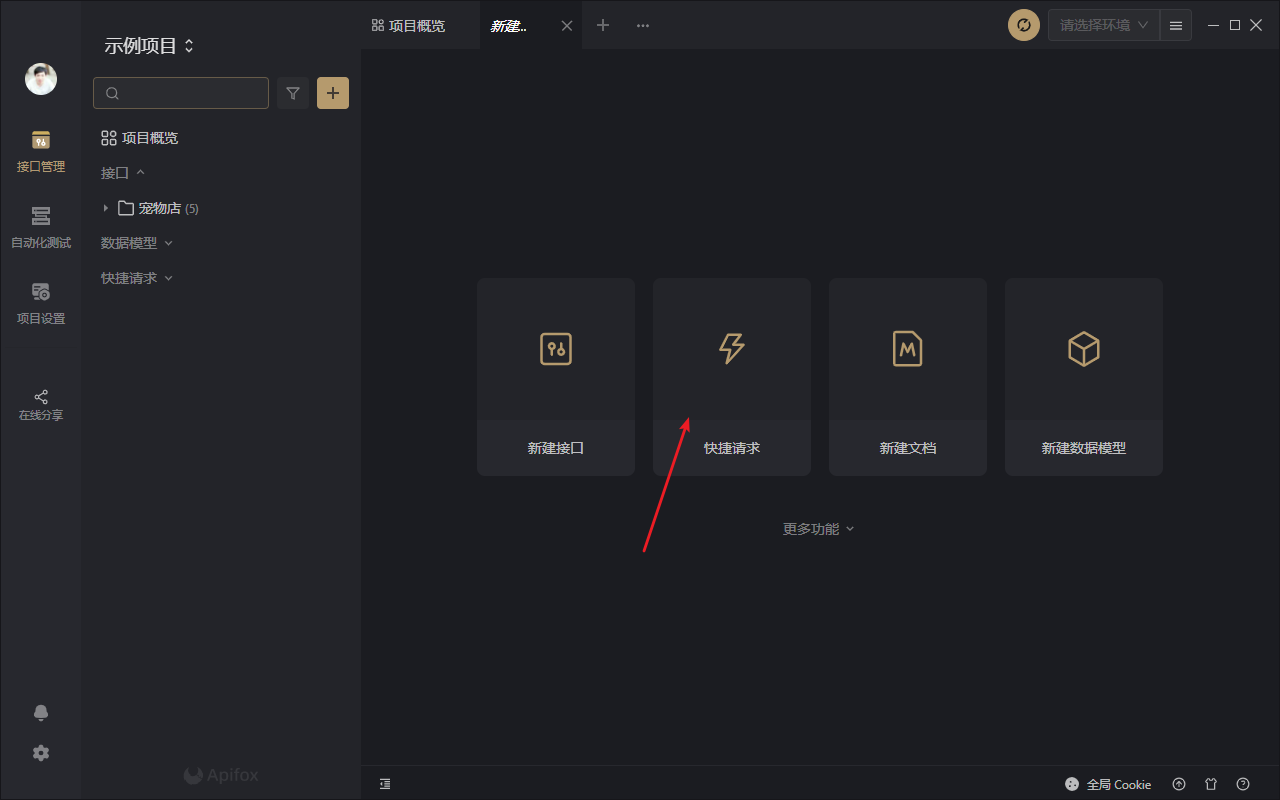 示例项目
项目概览
新建...
请选择环境
接口管理
自动化测试
项目设置
在线分享
项目概览
接口
宠物店 (5)
数据模型
快捷请求
新建接口
快捷请求
新建文档
新建数据模型
更多功能
Apifox
全局 Cookie